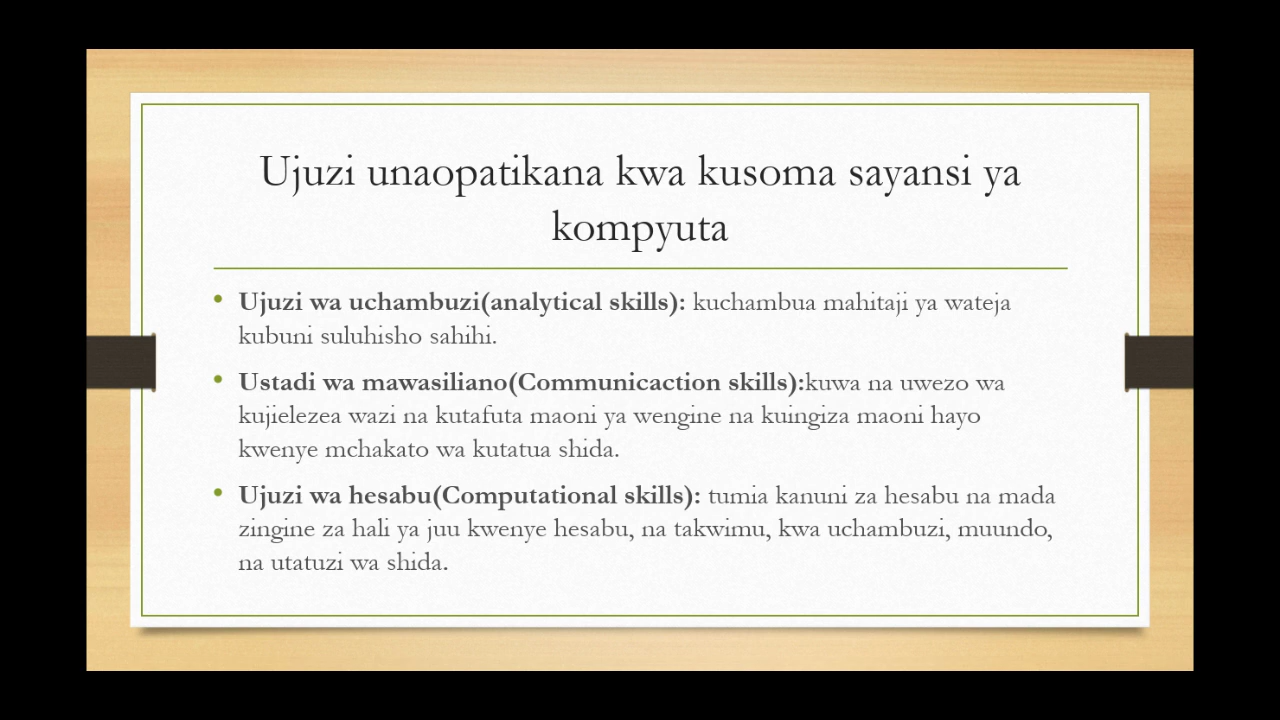 Ujuzi unaopatikana kwa kusoma sayansi ya
kompyuta
• Ujuzi wa uchambuzi(analytical skills): kuchambua mahitaji ya wateja
kubuni suluhisho sahihi.
• Ustadi wa mawasiliano(Communicaction skills):kuwa na uwezo wa
kujielezea wazi na kutafuta maoni ya wengine na kuingiza maoni hayo
kwenye mchakato wa kutatua shida.
• Ujuzi wa hesabu(Computational skills): tumia kanuni za hesabu na mada
zingine za hali ya juu kwenye hesabu, na takwimu, kwa uchambuzi, muundo,
na utatuzi wa shida.